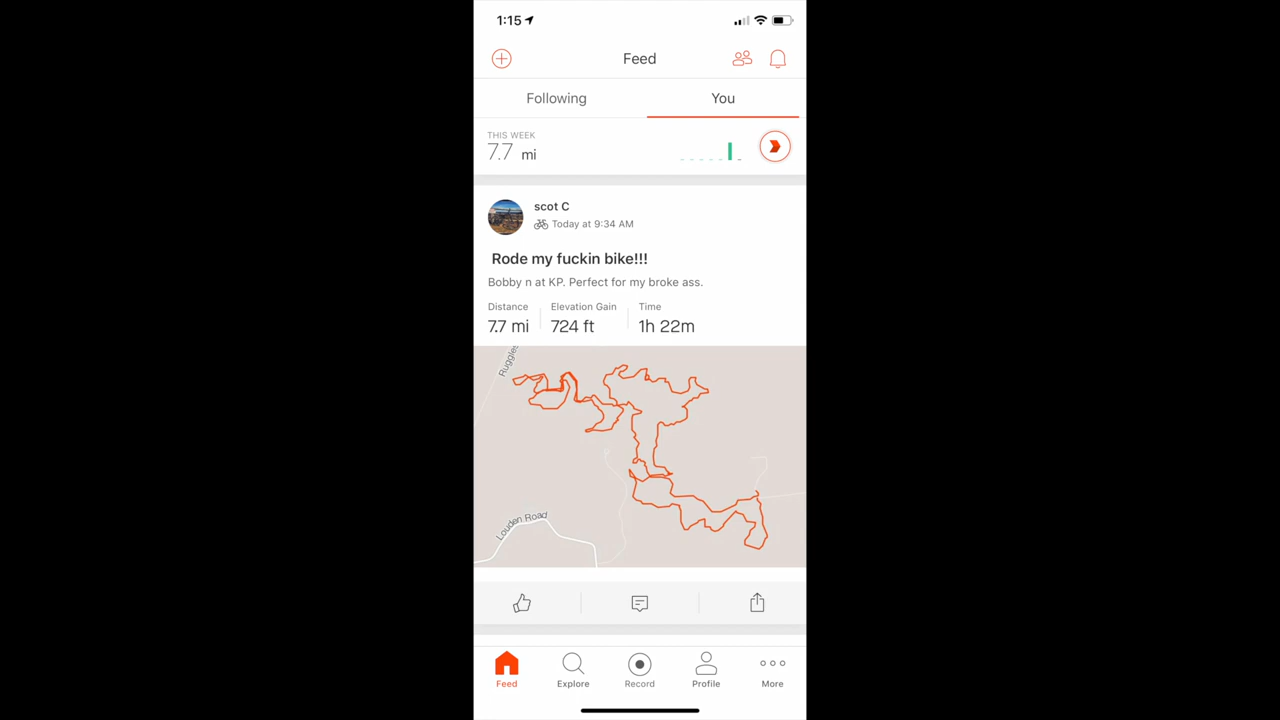 1:15
Feed
Following
You
THIS WEEK
7.7 mi
scot C
Today at 9:34 AM
Rode my fuckin bike!!!
Bobby n at KP. Perfect for my broke ass.
Distance
Elevation Gain
Time
7.7 mi
724 ft
1h 22m
Ruggles
Louden Road
Feed
Explore
Record
Profile
More